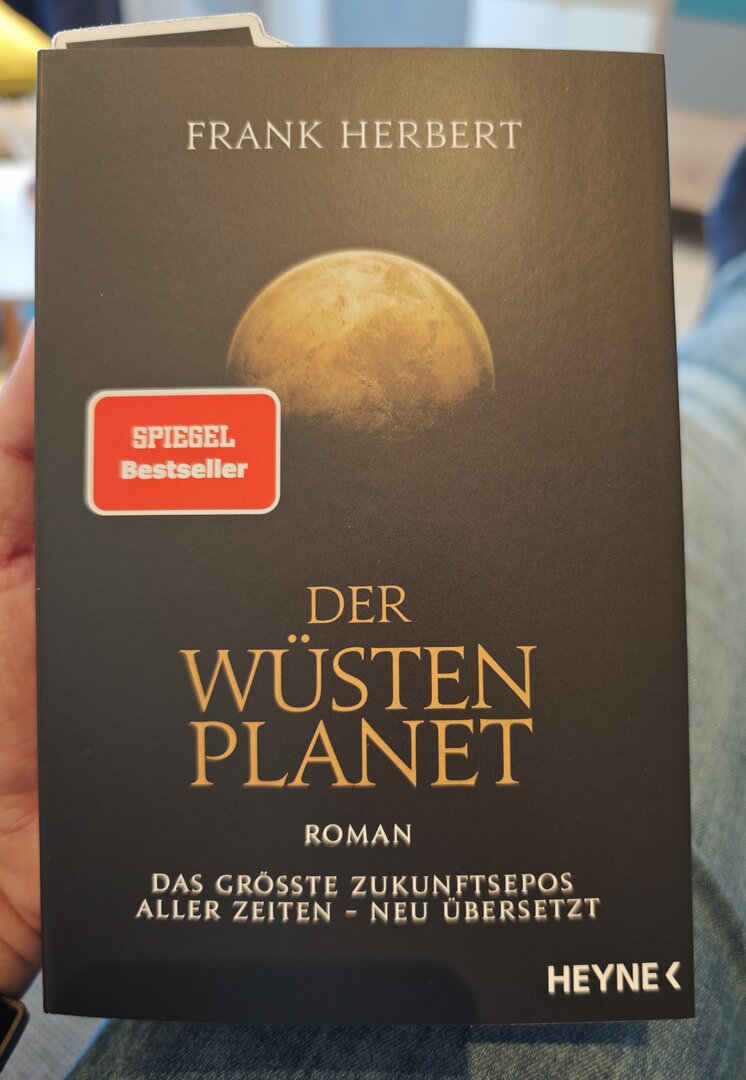 FRANK HERBERT
SPIEGEL
Bestseller
DER
WÜSTEN
PLANET
ROMAN
DAS GRÖSSTE ZUKUNFTSEPOS
ALLER ZEITEN – NEU ÜBERSETZT
HEYNE<